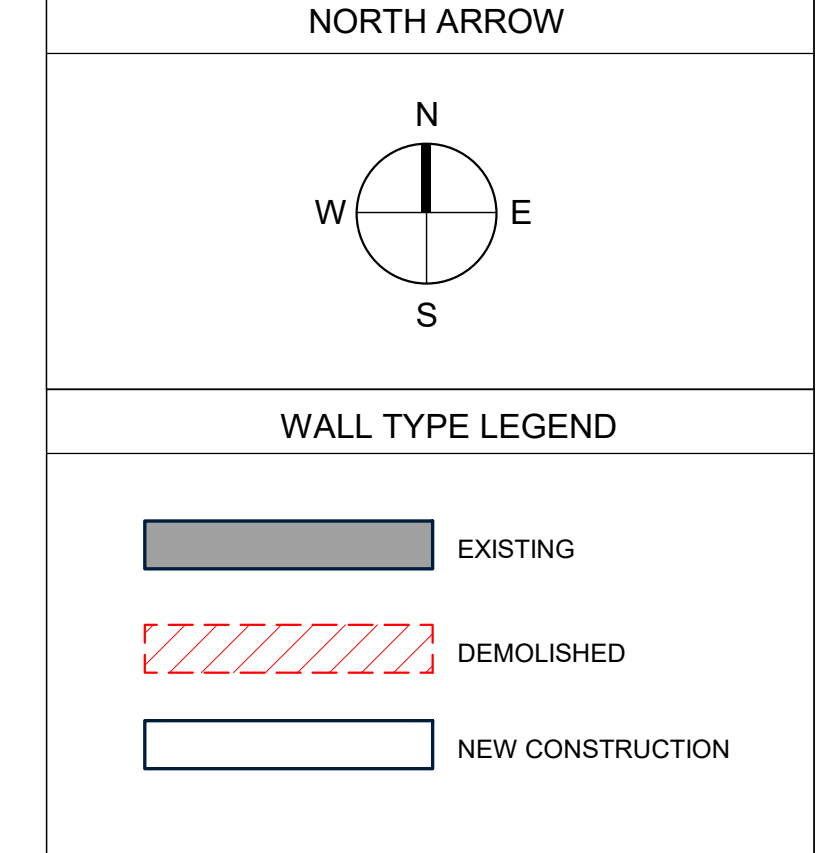 NORTH ARROW
N
W E
S
WALL TYPE LEGEND
EXISTING
DEMOLISHED
NEW CONSTRUCTION